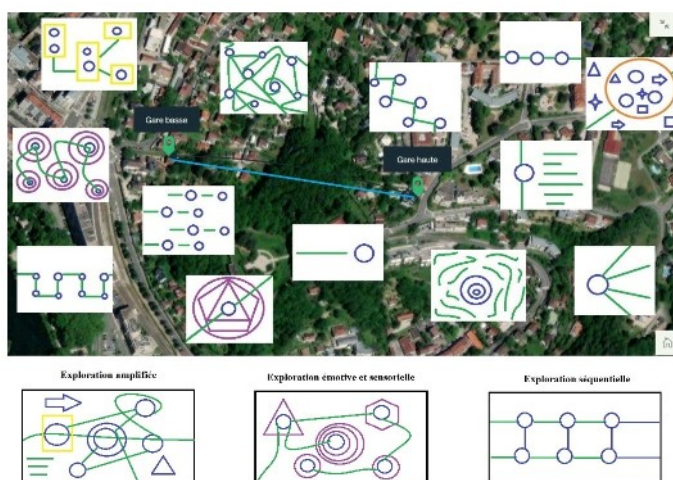 Gare basse
Gare haute
Exploration amplifiée
Exploration émotive et sensorielle
Exploration séquentielle